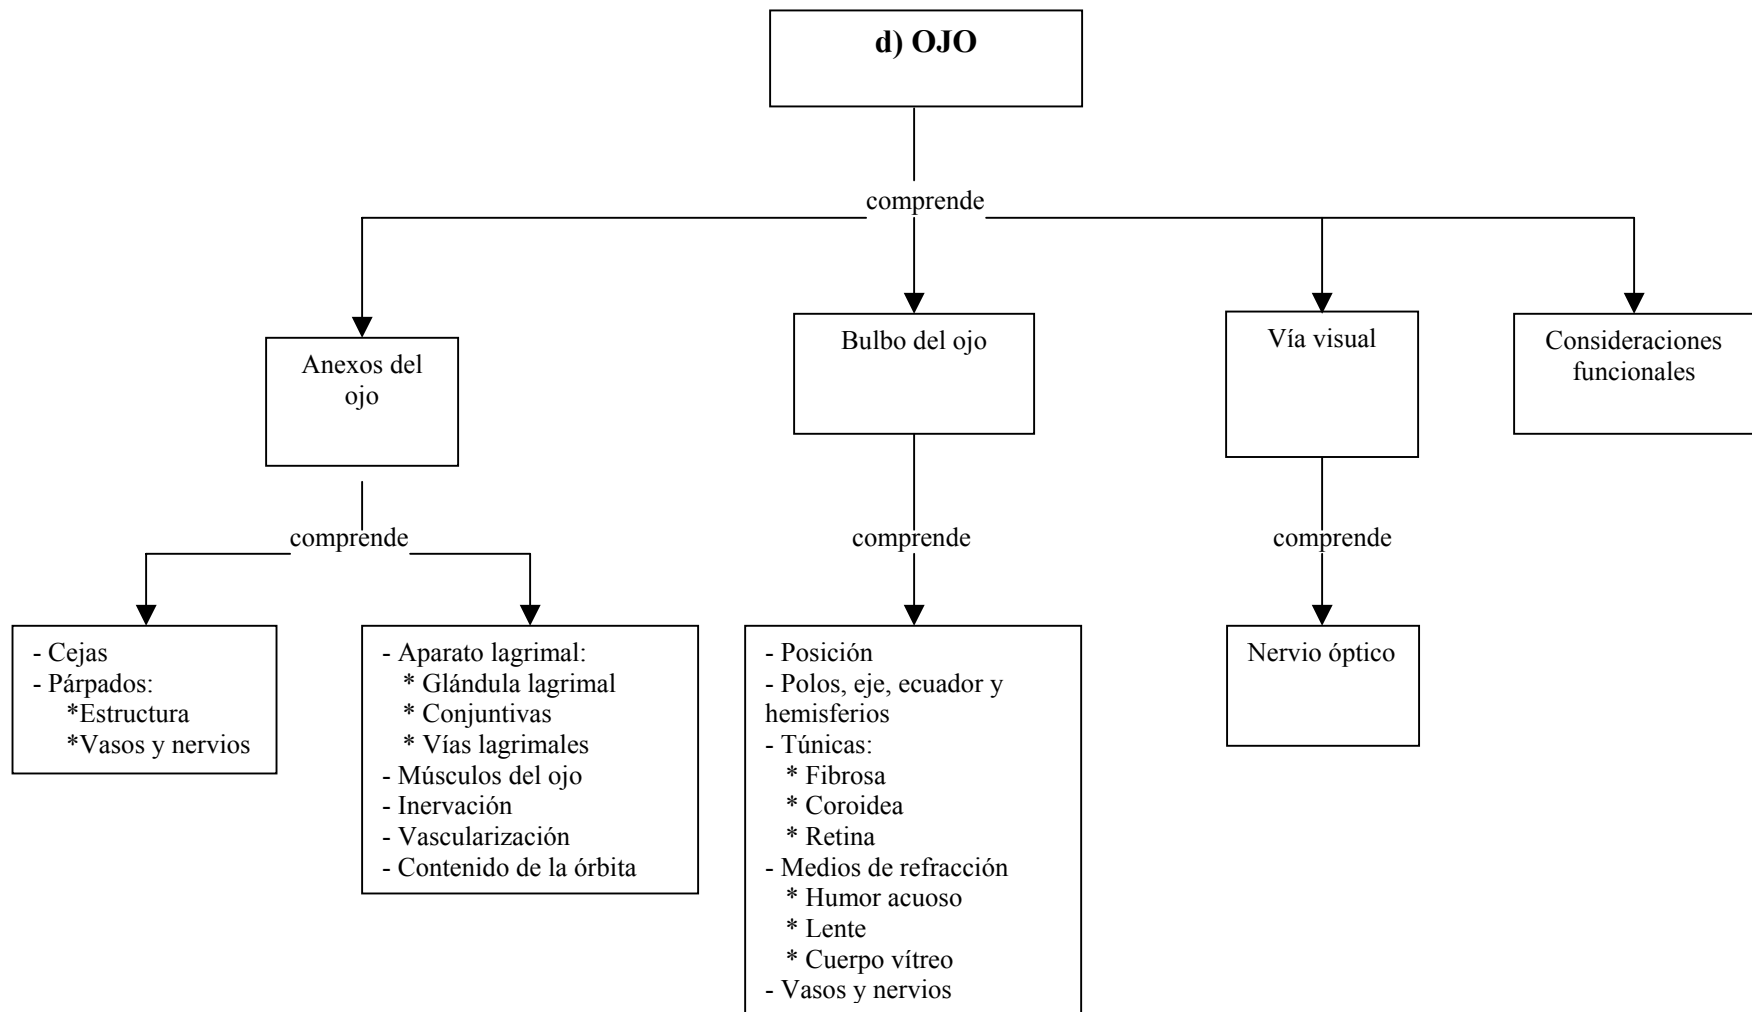 d) OJO
comprende
Anexos del
ojo
Bulbo del ojo
Vía visual
Consideraciones
funcionales
comprende
comprende
comprende
- Cejas
- Párpados:
*Estructura
*Vasos y nervios
- Aparato lagrimal:
* Glándula lagrimal
* Conjuntivas
* Vías lagrimales
- Músculos del ojo
- Inervación
- Vascularización
- Contenido de la órbita
- Posición
- Polos, eje, ecuador y
hemisferios
- Túnicas:
* Fibrosa
* Coroidea
* Retina
- Medios de refracción
* Humor acuoso
* Lente
* Cuerpo vítreo
- Vasos y nervios
Nervio óptico